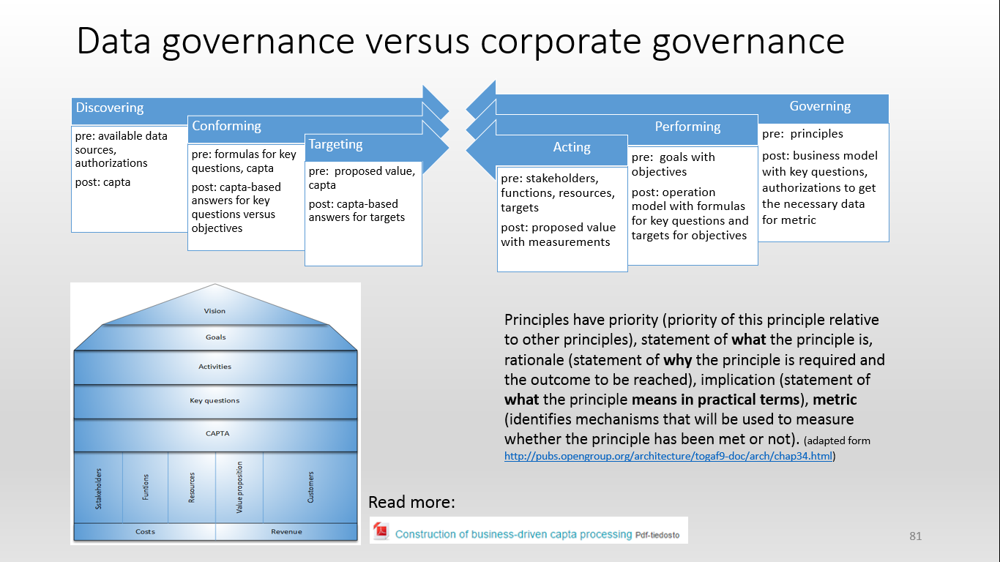 Data governance versus corporate governance
Discovering
pre: available data
sources,
authorizations
post: capta
Conforming
pre: formulas for key
questions, capta
post: capta-based
answers for key
questions versus
objectives
Targeting
pre:  proposed value,
capta
post: capta-based
answers for targets
Acting
pre: stakeholders,
functions, resources,
targets
post: proposed value
with measurements
Performing
pre:  goals with
objectives
post: operation
model with formulas
for key questions and
targets for objectives
Governing
pre:  principles
post: business model
with key questions,
authorizations to get
the necessary data
for metric
Vision
Goals
Activities
Key questions
CAPTA
Sstakeholders
Funtions
Resources
Value proposition
Customers
Costs
Revenue
Principles have priority (priority of this principle relative
to other principles), statement of what the principle is,
rationale (statement of why the principle is required and
the outcome to be reached), implication (statement of
what the principle means in practical terms), metric
(identifies mechanisms that will be used to measure
whether the principle has been met or not). (adapted form
http://pubs.opengroup.org/architecture/togaf9-doc/arch/chap34.html)
Read more:
Construction of business-driven capta processing Pdf-tiedosto
81